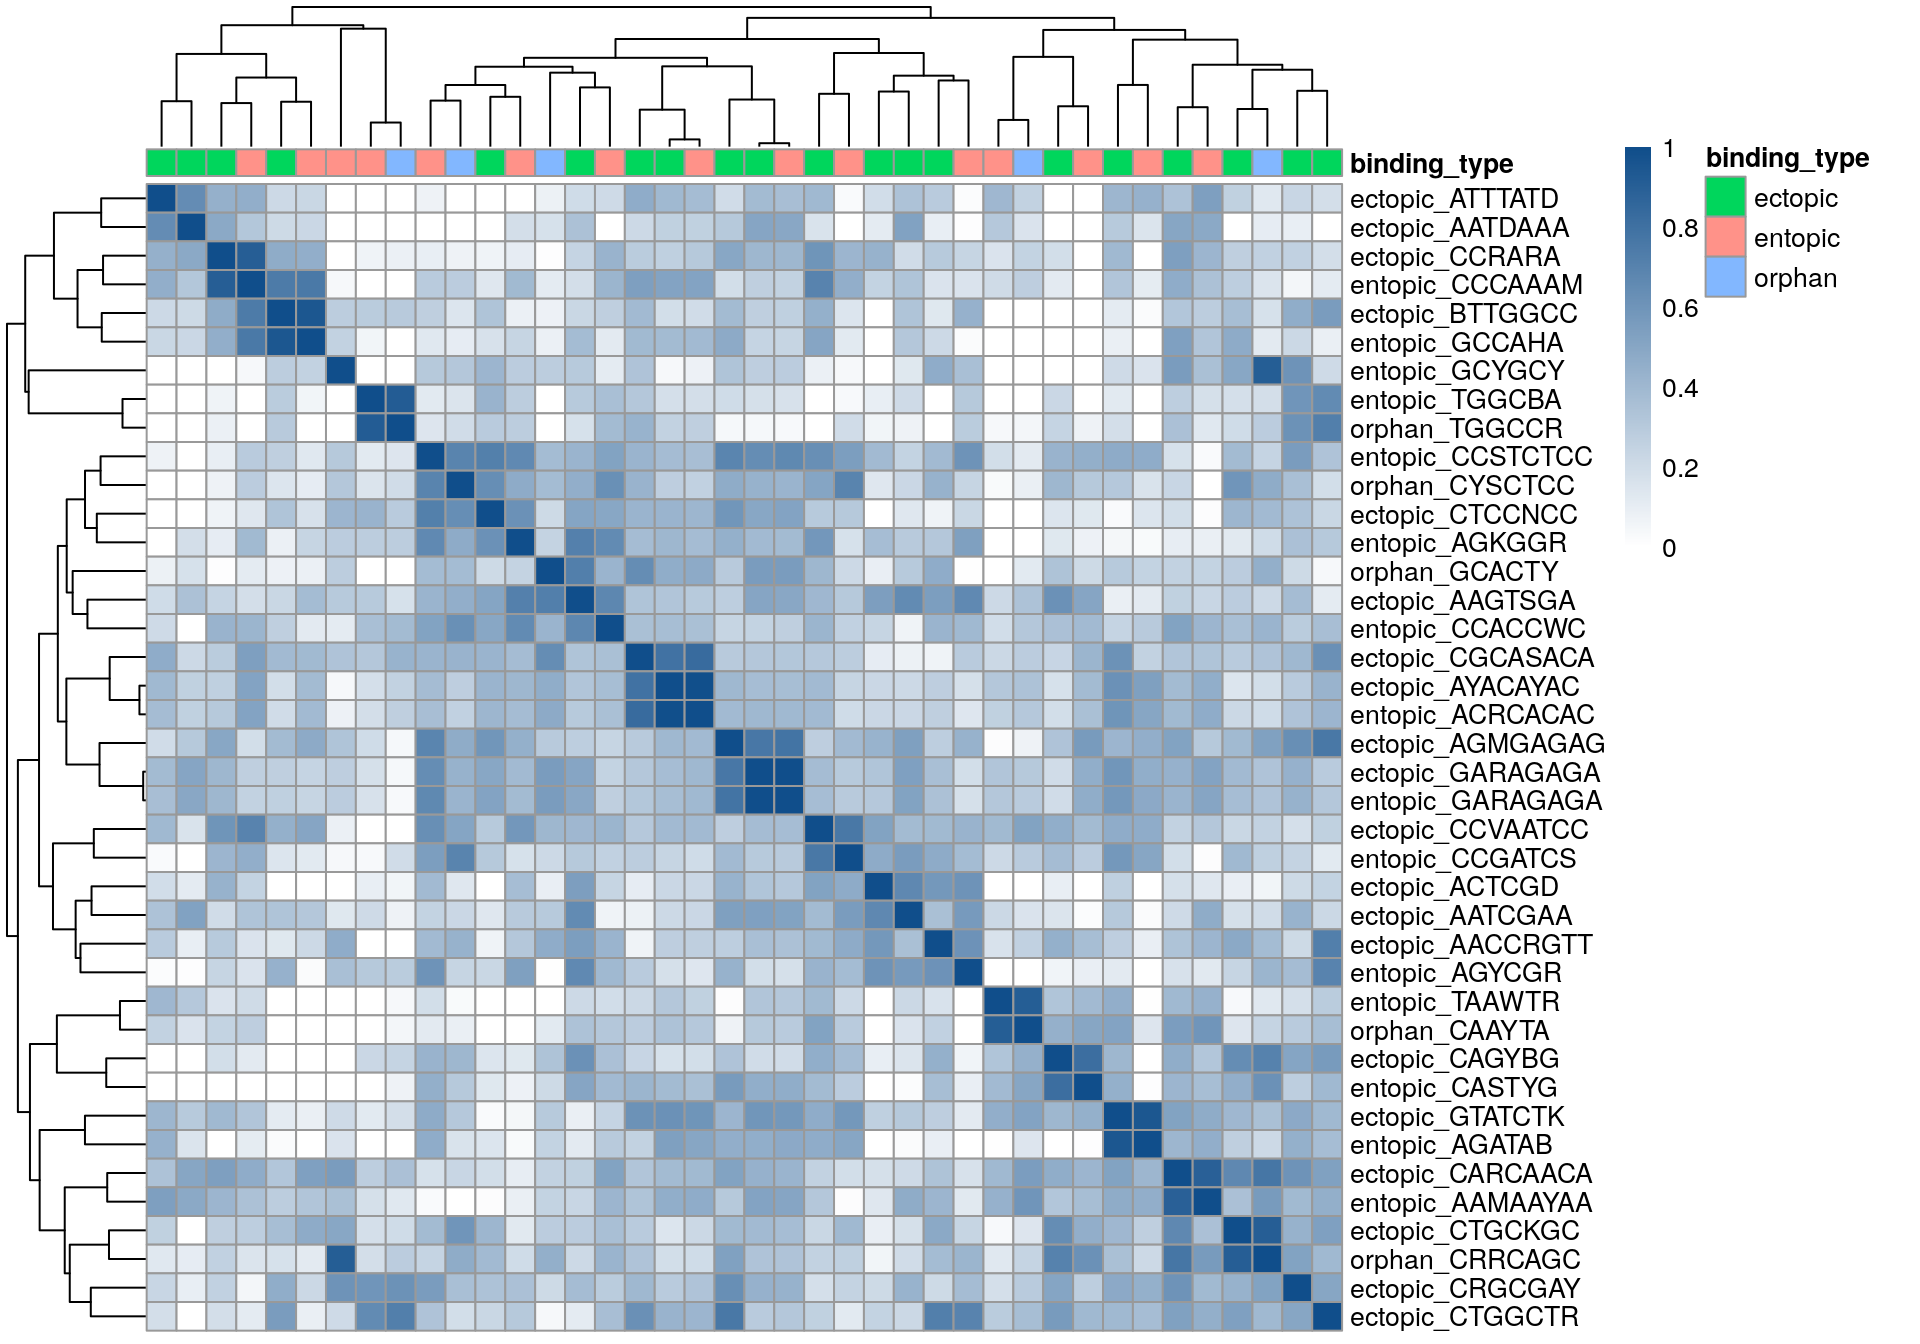 binding_type
ectopic_ATTTATD
ectopic_AATDAAA
ectopic_CCRARA
entopic_CCCAAAM
ectopic_BTTGGCC
entopic_GCCAHA
entopic_GCYGCY
entopic_TGGCBA
orphan_TGGCCR
entopic_CCSTCTCC
orphan_CYSCTCC
ectopic_CTCCNCC
entopic_AGKGGR
orphan_GCACTY
ectopic_AAGTSGA
entopic_CCACCWC
ectopic_CGCASACA
ectopic_AYACAYAC
entopic_ACRCACAC
ectopic_AGMGAGAG
ectopic_GARAGAGA
entopic_GARAGAGA
ectopic_CCVAATCC
entopic_CCGATCS
ectopic_ACTCGD
ectopic_AATCGAA
ectopic_AACCRGTT
entopic_AGYCGR
entopic_TAAWTR
orphan_CAAYTA
ectopic_CAGYBG
entopic_CASTYG
ectopic_GTATCTK
entopic_AGATAB
ectopic_CARCAACA
entopic_AAMAAYAA
ectopic_CTGCKGC
orphan_CRRCAGC
ectopic_CRGCGAY
ectopic_CTGGCTR
1
0.8
0.6
0.4
0.2
0
binding_type
ectopic
entopic
orphan